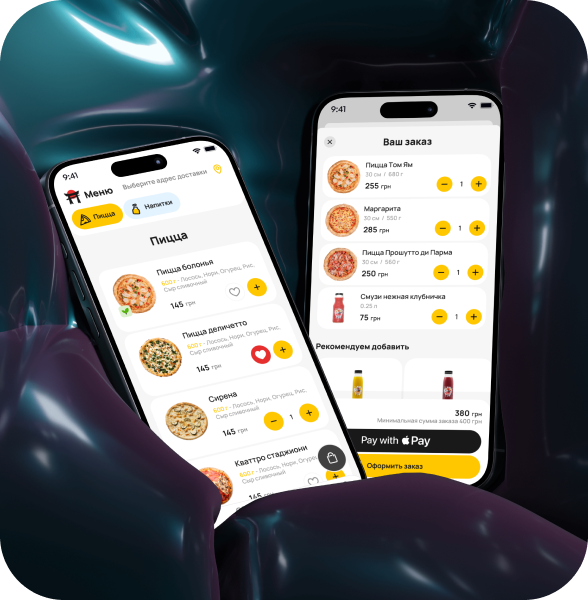 9:41
Меню
Выберите адрес доставки
Пицца
Напитки
Пицца
Пицца болонья
600 г - Лосось, Нори, Огурец, Рис,
Сыр сливочный
145 грн
Пицца деличетто
600 г - Лосось, Нори, Огурец, Рис,
Сыр сливочный
145 грн
Сирена
600 г - Лосось, Нори, Огурец, Рис,
Сыр сливочный
145 грн
1
Кваттро стаджиони
600 г - Лосось, Нори, Огурец,
Сыр сливочный
145 грн
9:41
Ваш заказ
Пицца Том Ям
30 см / 680 г
255 грн
1
Маргарита
30 см / 550 г
285 грн
1
Пицца Прошутто ди Парма
30 см / 560 г
250 грн
1
Смузи нежная клубничка
0.25 л
75 грн
1
Рекомендуем добавить
380 грн
Минимальная сумма заказа 400 грн
Pay with Pay
Оформить заказ